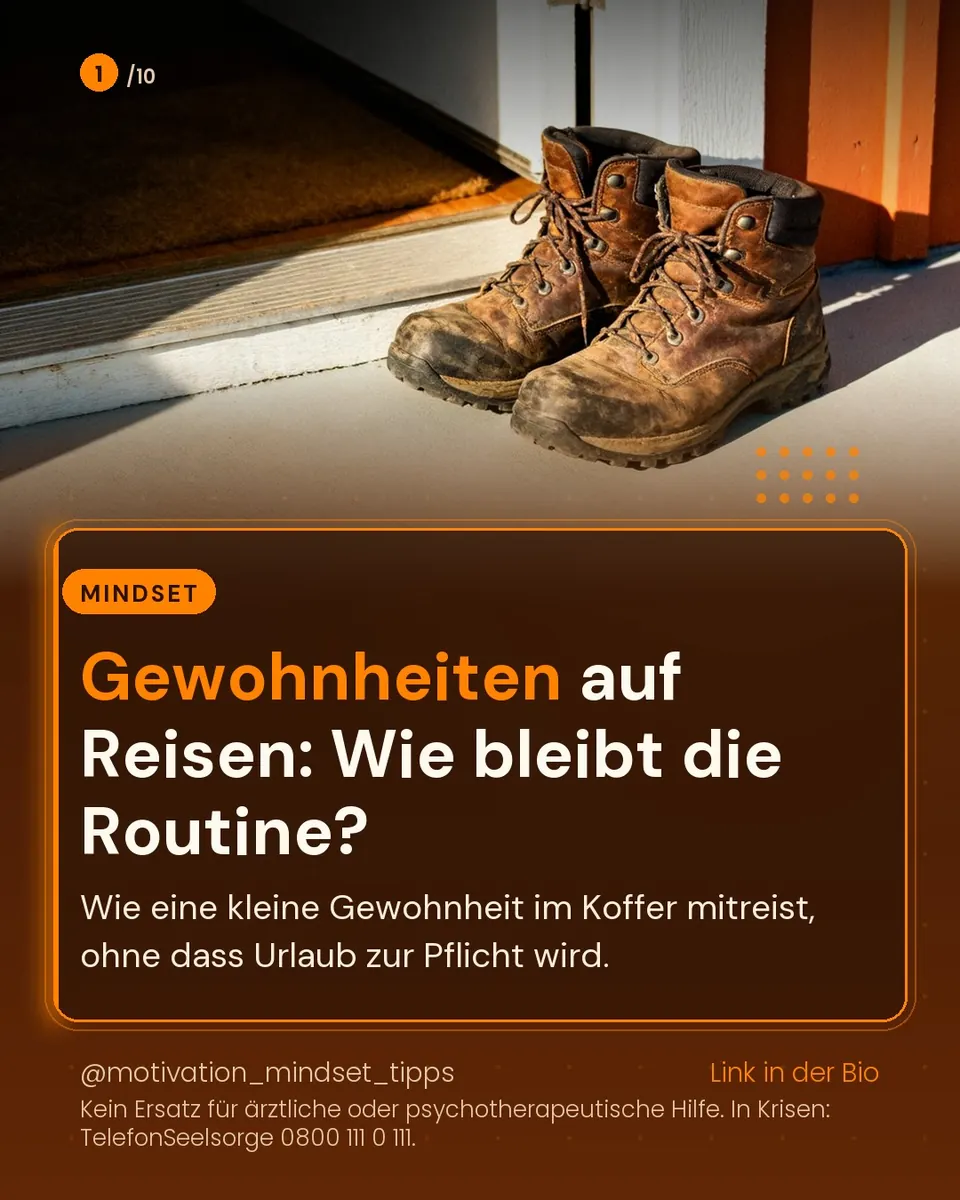 1 /10
MINDSET
Gewohnheiten auf
Reisen: Wie bleibt die
Routine?
Wie eine kleine Gewohnheit im Koffer mitreist,
ohne dass Urlaub zur Pflicht wird.
@motivation_mindset_tipps
Link in der Bio
Kein Ersatz für ärztliche oder psychotherapeutische Hilfe. In Krisen:
TelefonSeelsorge 0800 111 0 111.